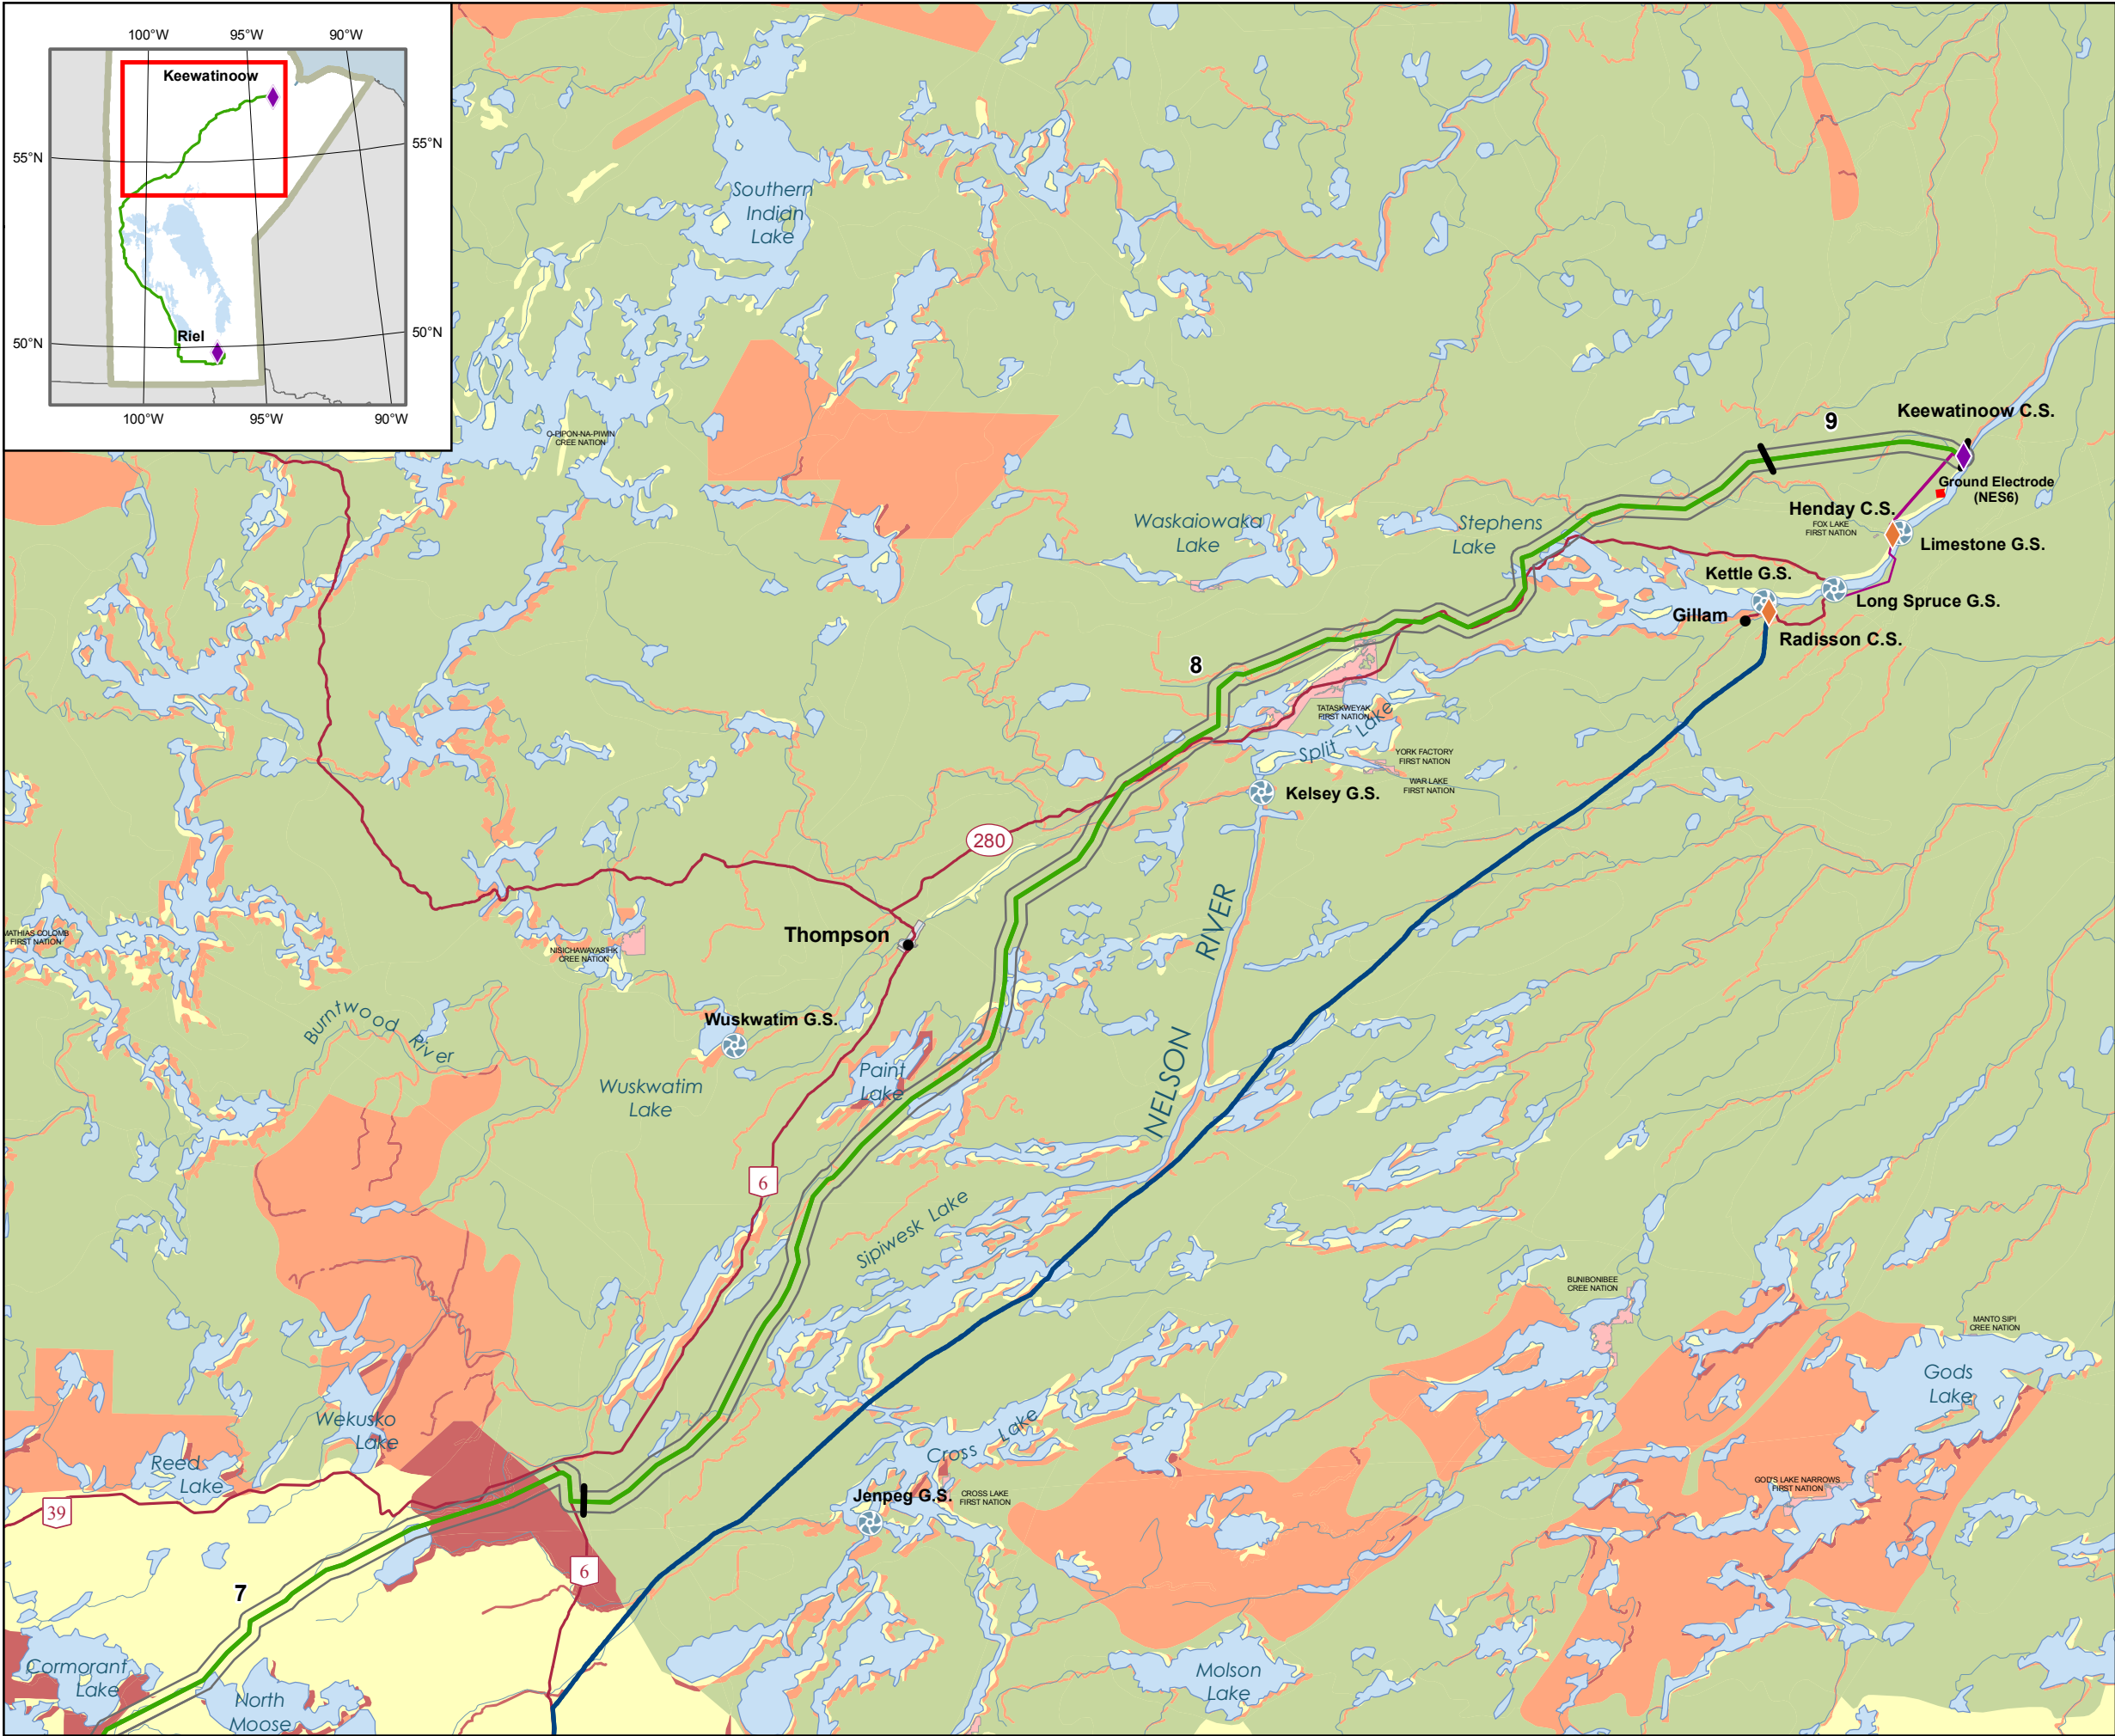 100°W
95°W
90°W
Keewatinoow
55°N
55°N
Riel
50°N
50°N
100°W
95°W
90°W
Southern
Indian
Lake
O-PIPON-NA-PIWIN
CREE NATION
9
Keewatinoow C.S.
Ground Electrode
(NES6)
Henday C.S.
FOX LAKE
FIRST NATION
Limestone G.S.
Waskaiowaka
Lake
Stephens
Lake
Kettle G.S.
Long Spruce G.S.
Gillam
Radisson C.S.
8
TATASKWEYAK
FIRST NATION
Split Lake
YORK FACTORY
FIRST NATION
WAR LAKE
FIRST NATION
Kelsey G.S.
280
NELSON RIVER
Thompson
MATHIAS COLOMB
FIRST NATION
NISICHAWAYASIHK
CREE NATION
Burntwood River
Wuskwatim G.S.
Wuskwatim
Lake
Paint
Lake
6
Sipiwesk Lake
BUNIBONIBEE
CREE NATION
MANTO SIPI
CREE NATION
Gods
Lake
Wekusko
Lake
Reed
Lake
Cross Lake
GOD'S LAKE NARROWS
FIRST NATION
Jenpeg G.S.
CROSS LAKE
FIRST NATION
39
6
7
Cormorant
Lake
North
Moose
Molson
Lake